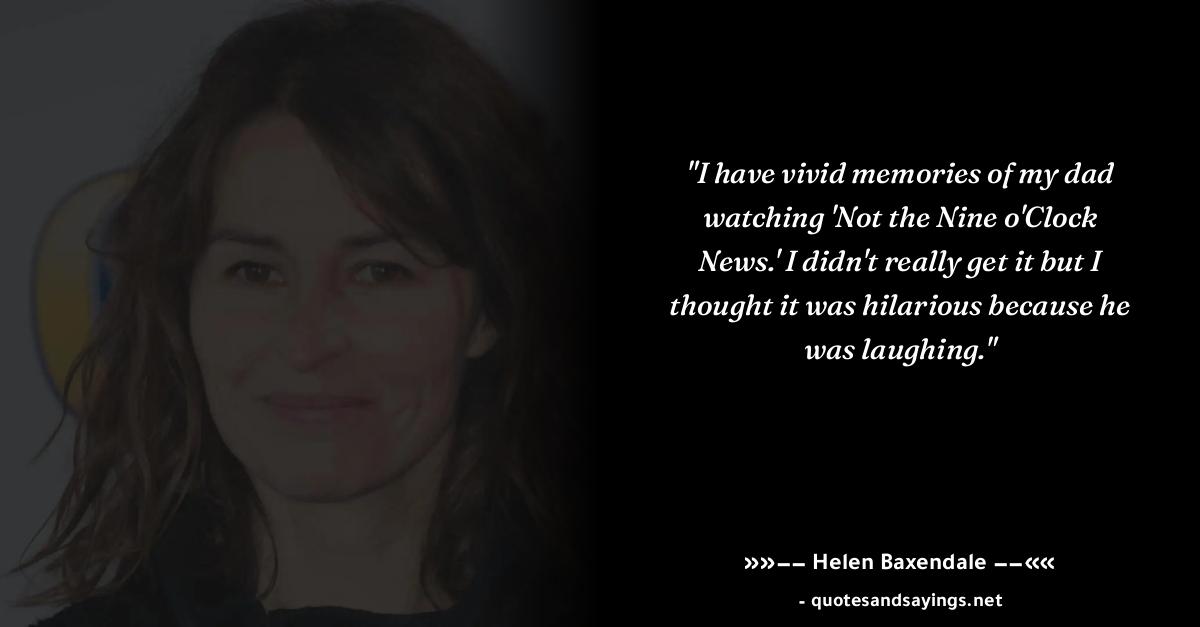 "I have vivid memories of my dad
watching 'Not the Nine o'Clock
News.' I didn't really get it but I
thought it was hilarious because he
was laughing."
»»−− Helen Baxendale −−««
- quotesandsayings.net